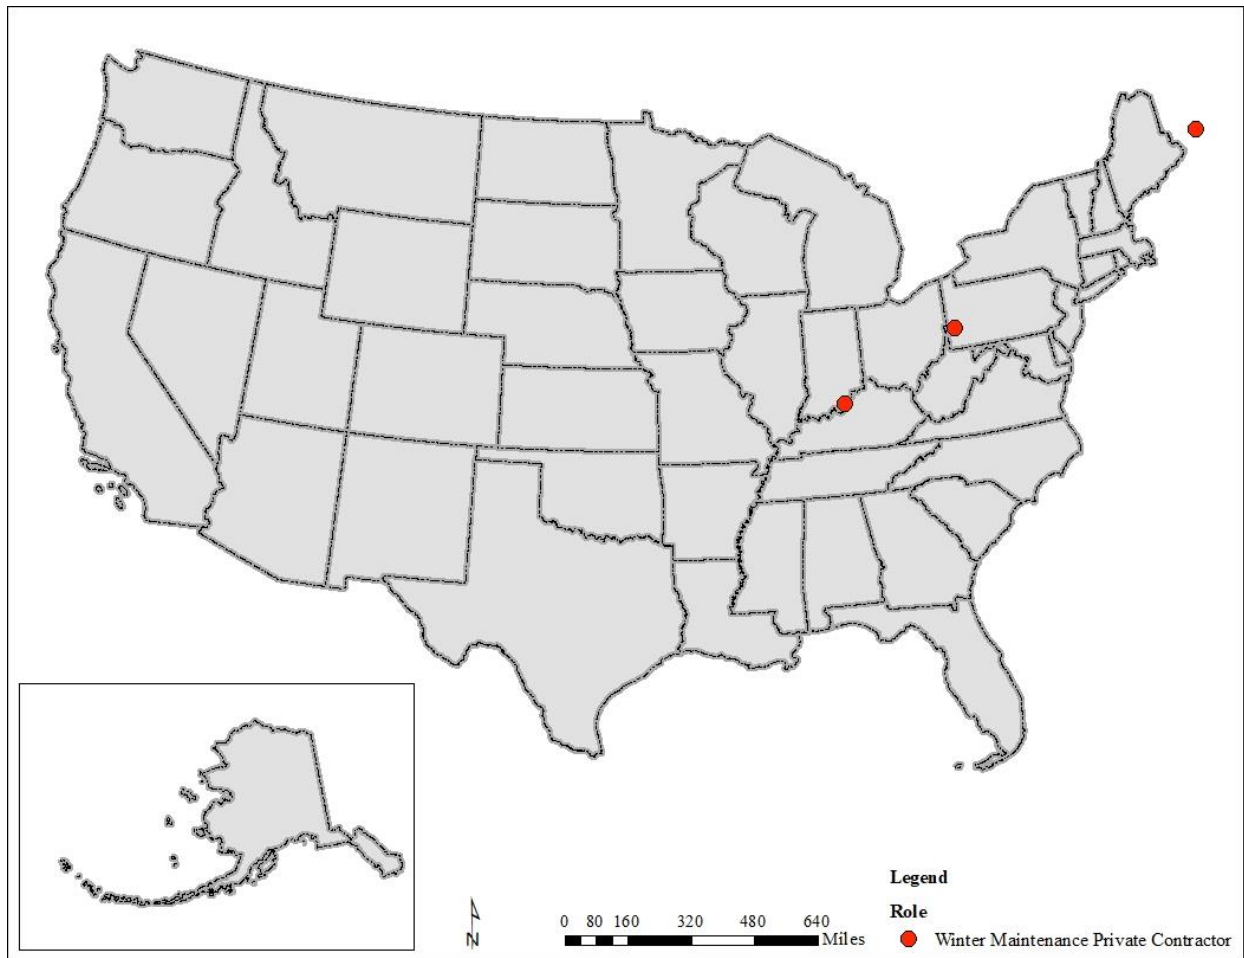 Legend
Role
Winter Maintenance Private Contractor
0 80 160 320 480 640
Miles
N